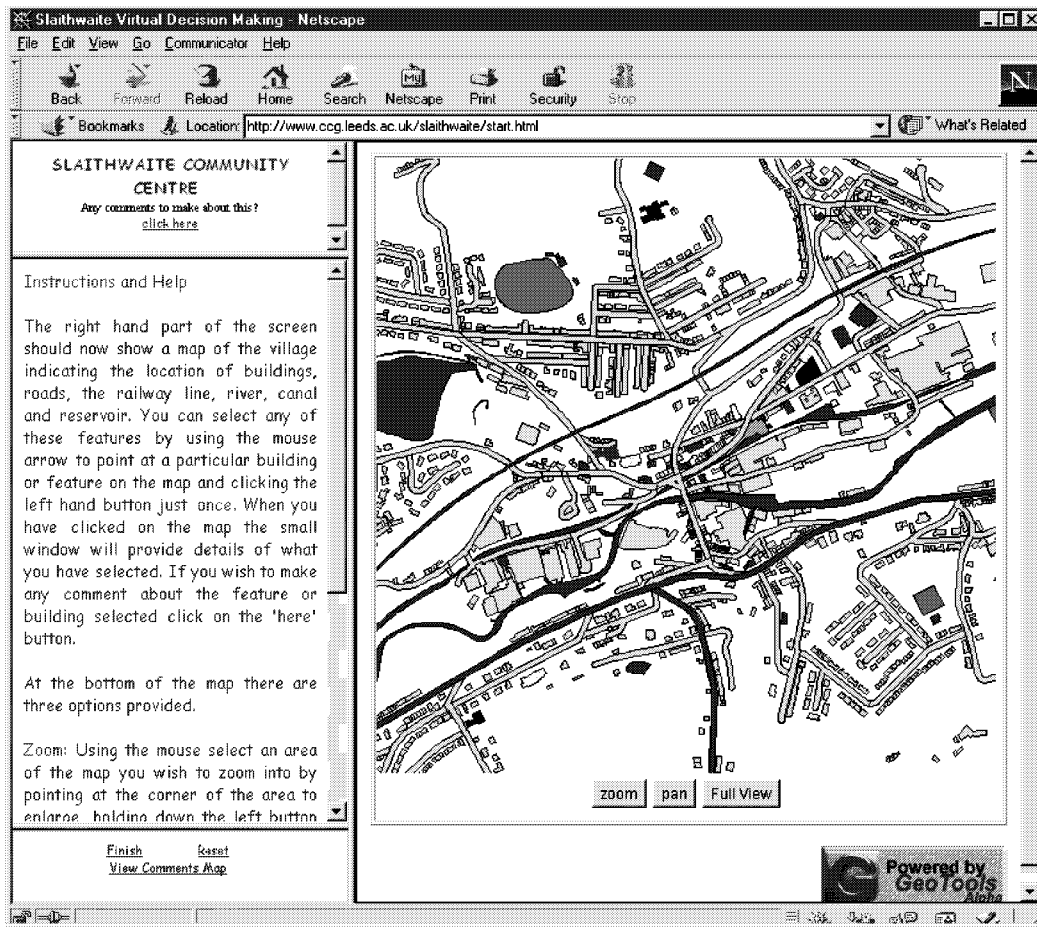 Slaithwaite Virtual Decision Making - Netscape
File Edit View Go Communicator Help
My
N
Back Forward Reload Home Search Netscape Print Security Stop
Bookmarks Location: http://www.ccg.leeds.ac.uk/slaithwaite/start.html What's Related
SLAITHWAITE COMMUNITY
CENTRE
Any comments to make about this?
click here
Instructions and Help
The right hand part of the screen
should now show a map of the village
indicating the location of buildings,
roads, the railway line, river, canal
and reservoir. You can select any of
these features by using the mouse
arrow to point at a particular building
or feature on the map and clicking the
left hand button just once. When you
have clicked on the map the small
window will provide details of what
you have selected. If you wish to make
any comment about the feature or
building selected click on the 'here'
button.
At the bottom of the map there are
three options provided.
Zoom: Using the mouse select an area
of the map you wish to zoom into by
pointing at the corner of the area to
enlarge, holding down the left button
Finish Reset
View Comments Map
zoom pan Full View
G Powered by
GeoTools
Alpha